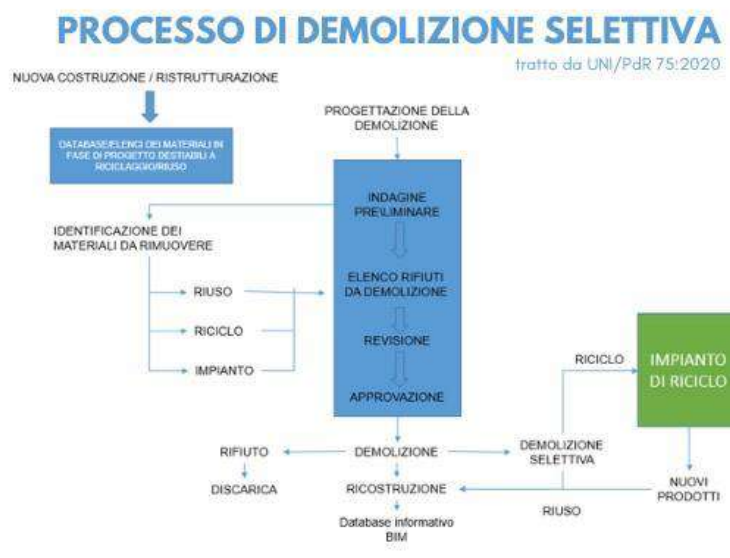 PROCESSO DI DEMOLIZIONE SELETTIVA
tratto da UNI/PdR 75:2020
NUOVA COSTRUZIONE / RISTRUTTURAZIONE
DATABASE/ELENCI DEI MATERIALI IN
FASE DI PROGETTO DESTIABILI A
RICICLAGGIO/RIUSO
PROGETTAZIONE DELLA
DEMOLIZIONE
INDAGINE
PRE\LIMINARE
IDENTIFICAZIONE DEI
MATERIALI DA RIMUOVERE
RIUSO
RICICLO
IMPIANTO
ELENCO RIFIUTI
DA DEMOLIZIONE
REVISIONE
APPROVAZIONE
RIFIUTO
DEMOLIZIONE
DEMOLIZIONE
SELETTIVA
RICICLO
IMPIANTO
DI RICICLO
DISCARICA
RICOSTRUZIONE
RIUSO
NUOVI
PRODOTTI
Database informativo
BIM